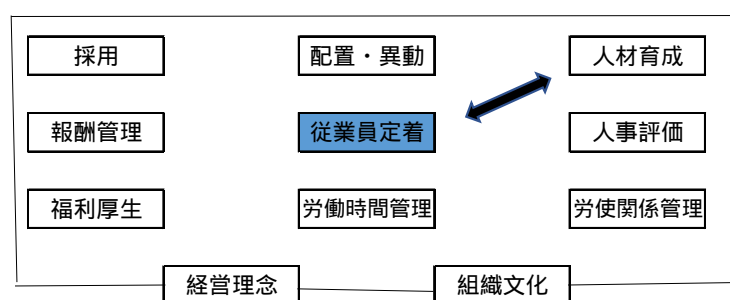 採用
配置・異動
人材育成
報酬管理
従業員定着
人事評価
福利厚生
労働時間管理
労使関係管理
経営理念
組織文化